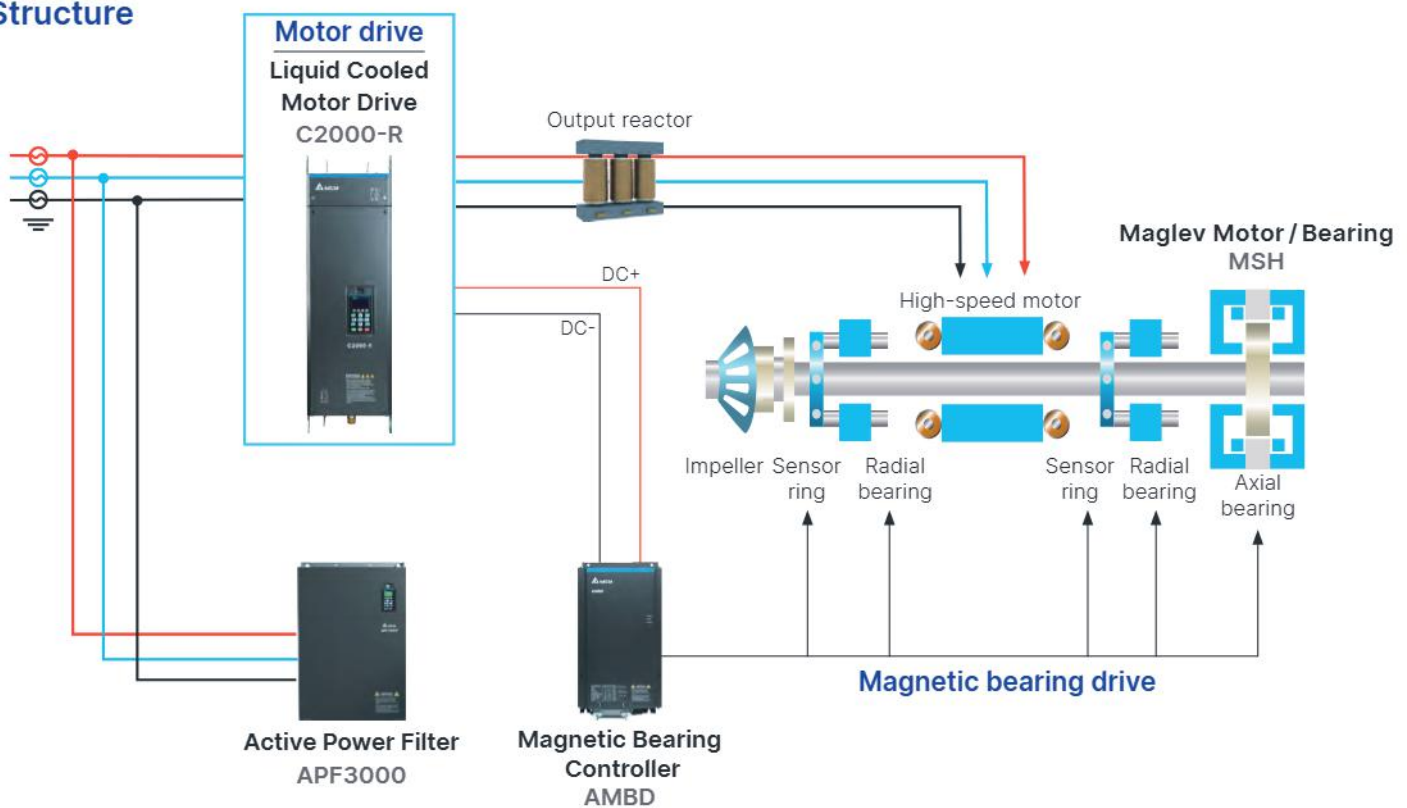 Structure
Motor drive
Liquid Cooled
Motor Drive
C2000-R
Output reactor
DC+
DC-
Maglev Motor / Bearing
MSH
High-speed motor
Impeller
Sensor
ring
Radial
bearing
Sensor
ring
Radial
bearing
Axial
bearing
Magnetic bearing drive
Active Power Filter
APF3000
Magnetic Bearing
Controller
AMBD